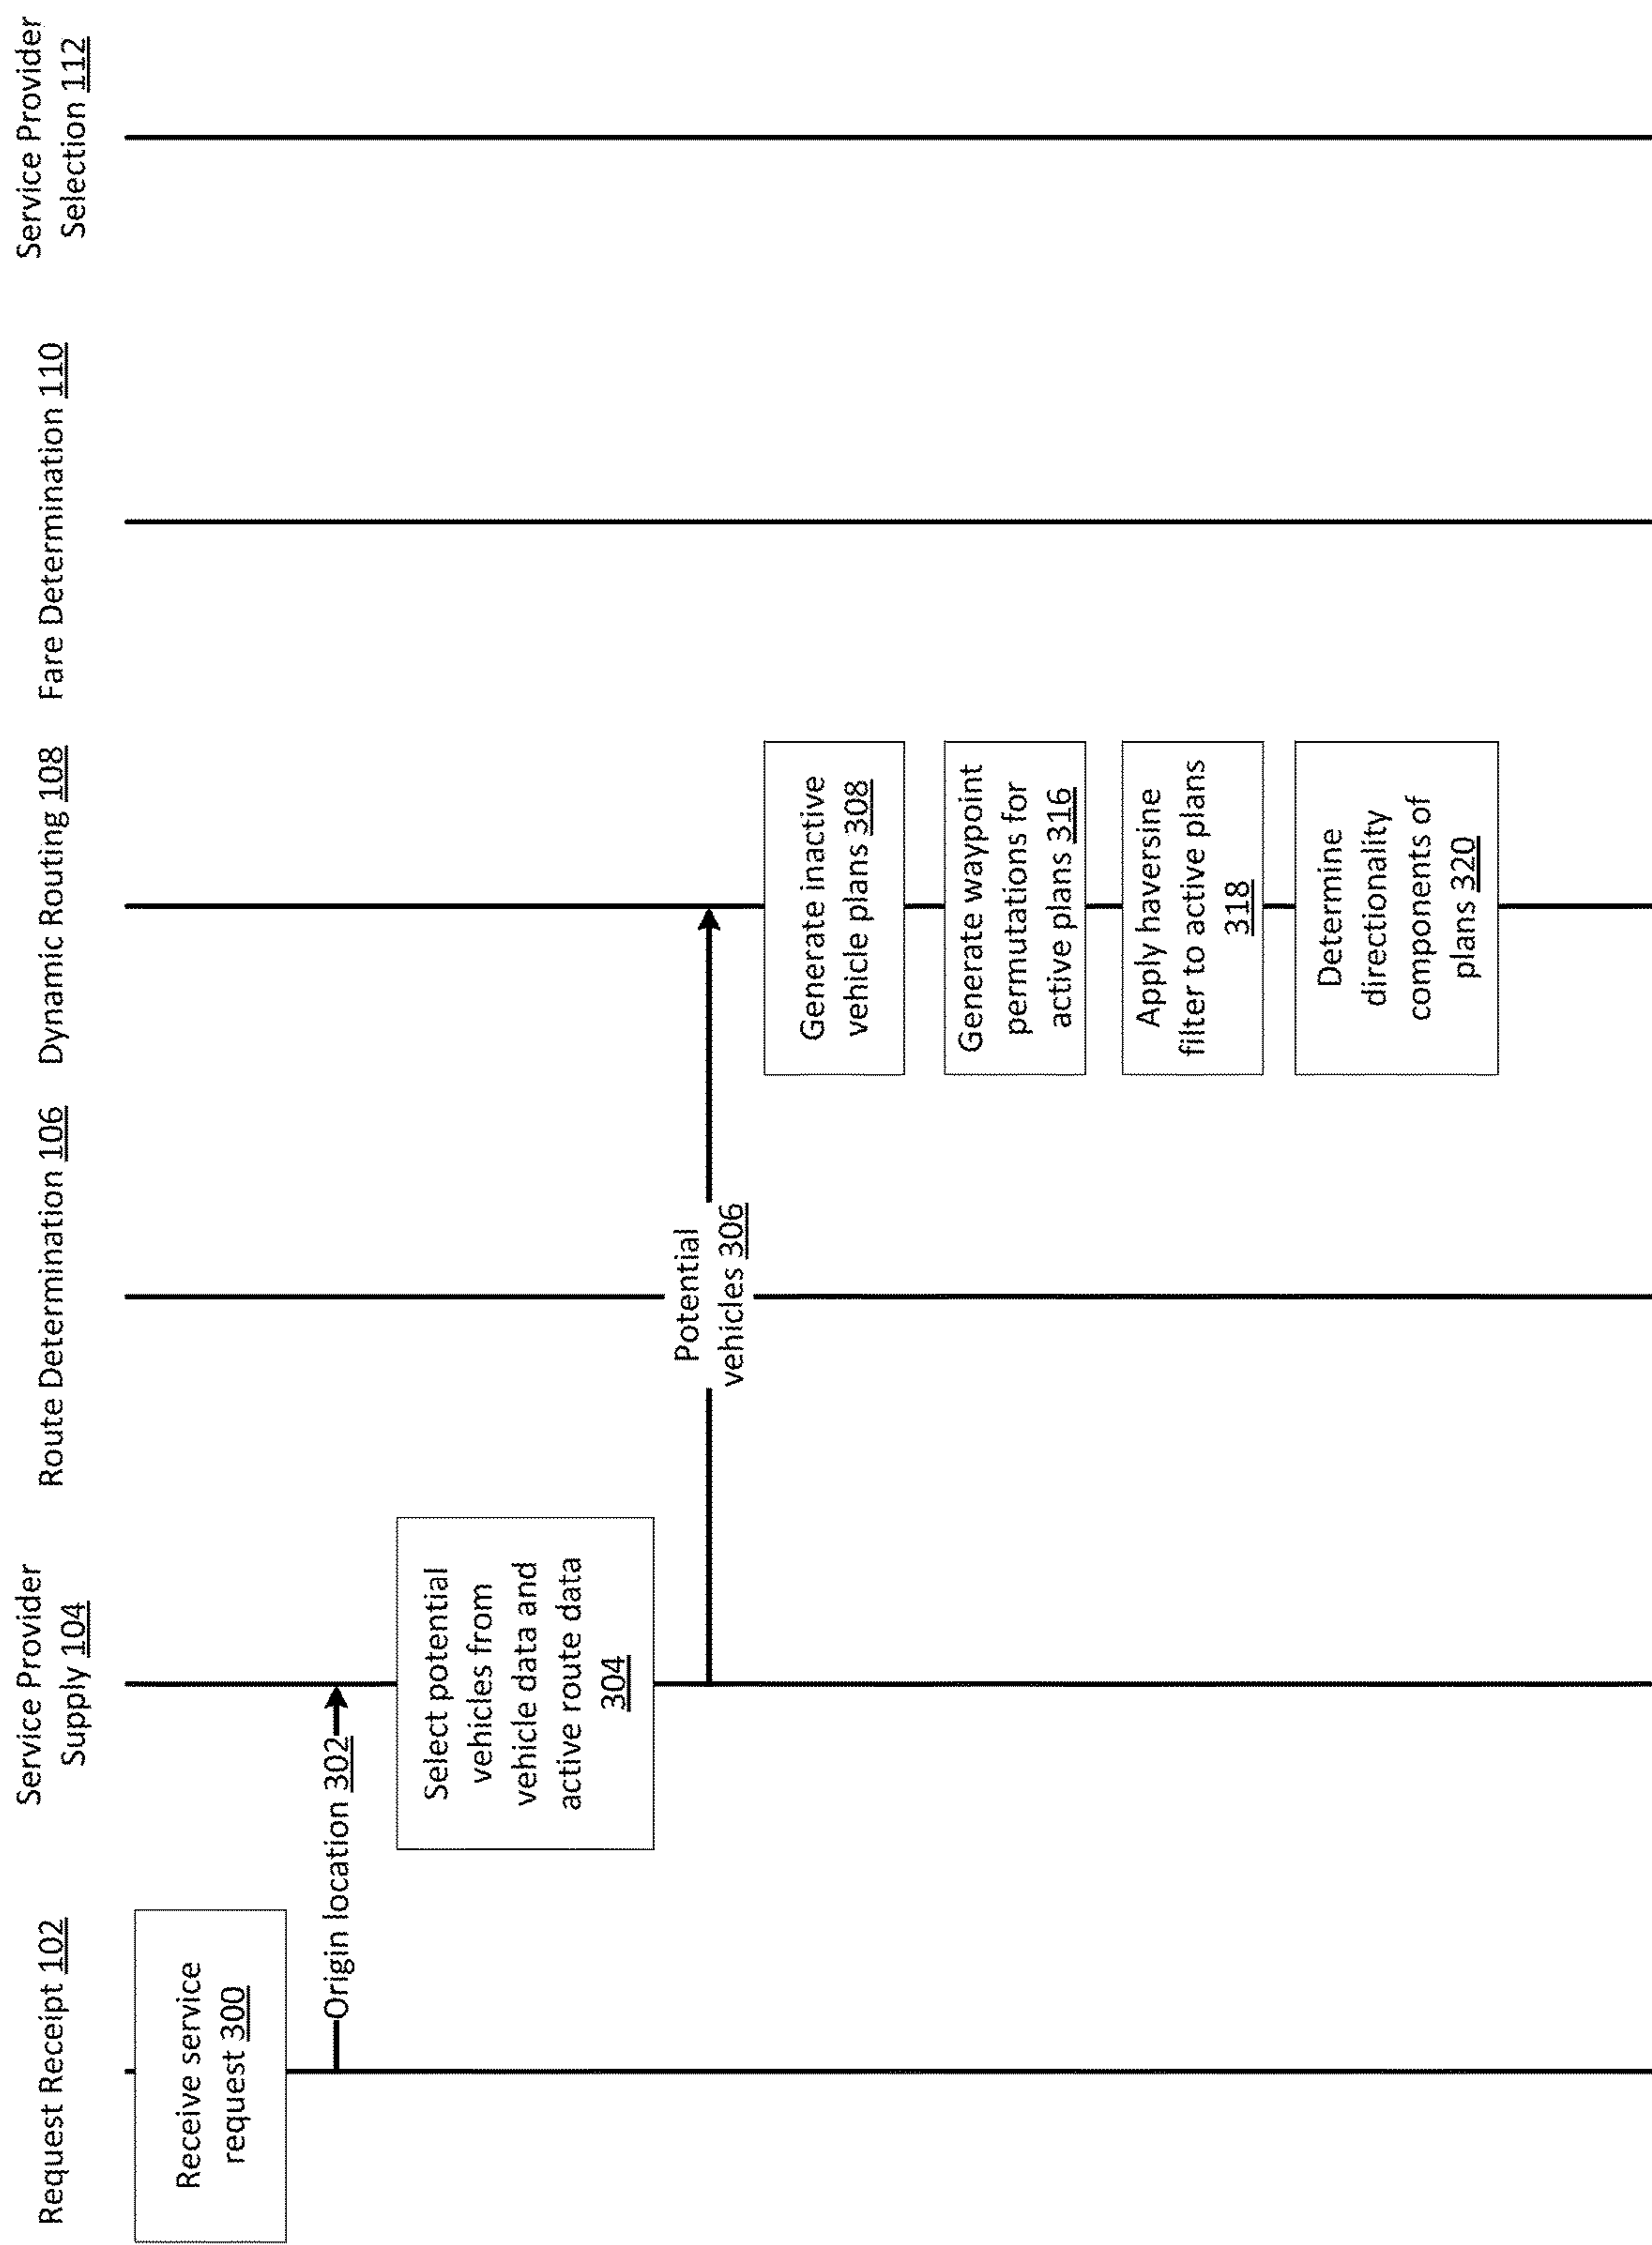 Request Receipt 102
Service Provider
Supply 104
Route Determination 106
Dynamic Routing 108
Fare Determination 110
Service Provider
Selection 112
Receive service
request 300
Origin location 302
Select potential
vehicles from
vehicle data and
active route data
304
Potential
vehicles 306
Generate inactive
vehicle plans 308
Generate waypoint
permutations for
active plans 316
Apply haversine
filter to active plans
318
Determine
directionality
components of
plans 320